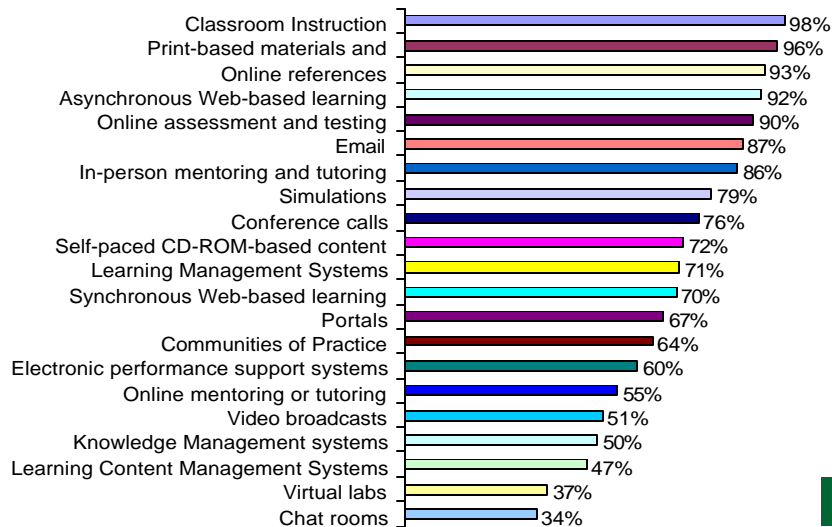 Classroom Instruction 98%
Print-based materials and 96%
Online references 93%
Asynchronous Web-based learning 92%
Online assessment and testing 90%
Email 87%
In-person mentoring and tutoring 86%
Simulations 79%
Conference calls 76%
Self-paced CD-ROM-based content 72%
Learning Management Systems 71%
Synchronous Web-based learning 70%
Portals 67%
Communities of Practice 64%
Electronic performance support systems 60%
Online mentoring or tutoring 55%
Video broadcasts 51%
Knowledge Management systems 50%
Learning Content Management Systems 47%
Virtual labs 37%
Chat rooms 34%